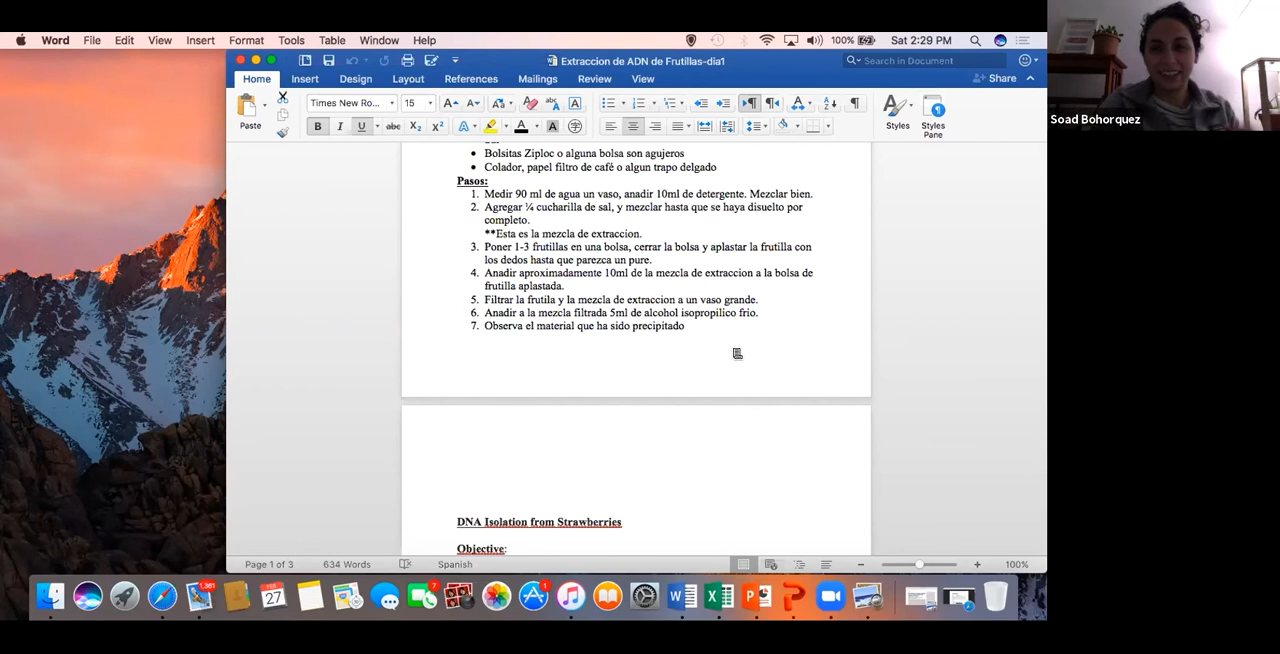 Word File Edit View Insert Format Tools Table Window Help
100%
Sat 2:29 PM
Extraccion de ADN de Frutillas-dia1
Search in Document
Home Insert Design Layout References Mailings Review View
Share
Paste
Times New Ro...
15
Styles
Styles Pane
Soad Bohorquez
• Bolsitas Ziploc o alguna bolsa son agujeros
• Colador, papel filtro de café o algun trapo delgado
Pasos:
1. Medir 90 ml de agua un vaso, anadir 10ml de detergente. Mezclar bien.
2. Agregar ¼ cucharilla de sal, y mezclar hasta que se haya disuelto por
completo.
**Esta es la mezcla de extraccion.
3. Poner 1-3 frutillas en una bolsa, cerrar la bolsa y aplastar la frutilla con
los dedos hasta que parezca un pure.
4. Anadir aproximadamente 10ml de la mezcla de extraccion a la bolsa de
frutilla aplastada.
5. Filtrar la frutila y la mezcla de extraccion a un vaso grande.
6. Anadir a la mezcla filtrada 5ml de alcohol isopropilico frio.
7. Observa el material que ha sido precipitado
DNA Isolation from Strawberries
Objective:
Page 1 of 3
634 Words
Spanish
100%
1,361
FEB
27
7
1